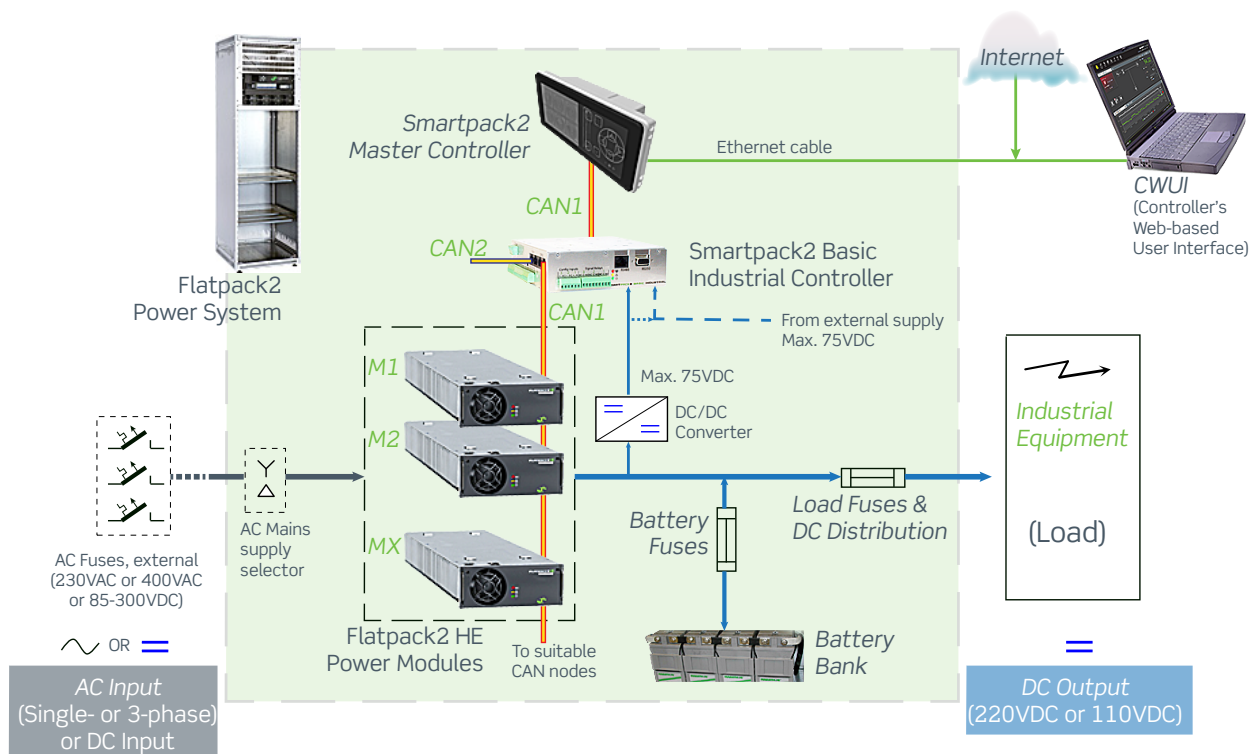 Internet
Smartpack2
Master Controller
Ethernet cable
CWUI
(Controller's
Web-based
User Interface)
CAN1
CAN2
Smartpack2 Basic
Industrial Controller
Flatpack2
Power System
CAN1
From external supply
Max. 75VDC
M1
Max. 75VDC
DC/DC
Converter
Industrial
Equipment
M2
Load Fuses &
DC Distribution
Battery
Fuses
(Load)
AC Mains
supply
selector
AC Fuses, external
(230VAC or 400VAC
or 85-300VDC)
MX
OR
Flatpack2 HE
Power Modules
To suitable
CAN nodes
Battery
Bank
AC Input
(Single- or 3-phase)
or DC Input
DC Output
(220VDC or 110VDC)